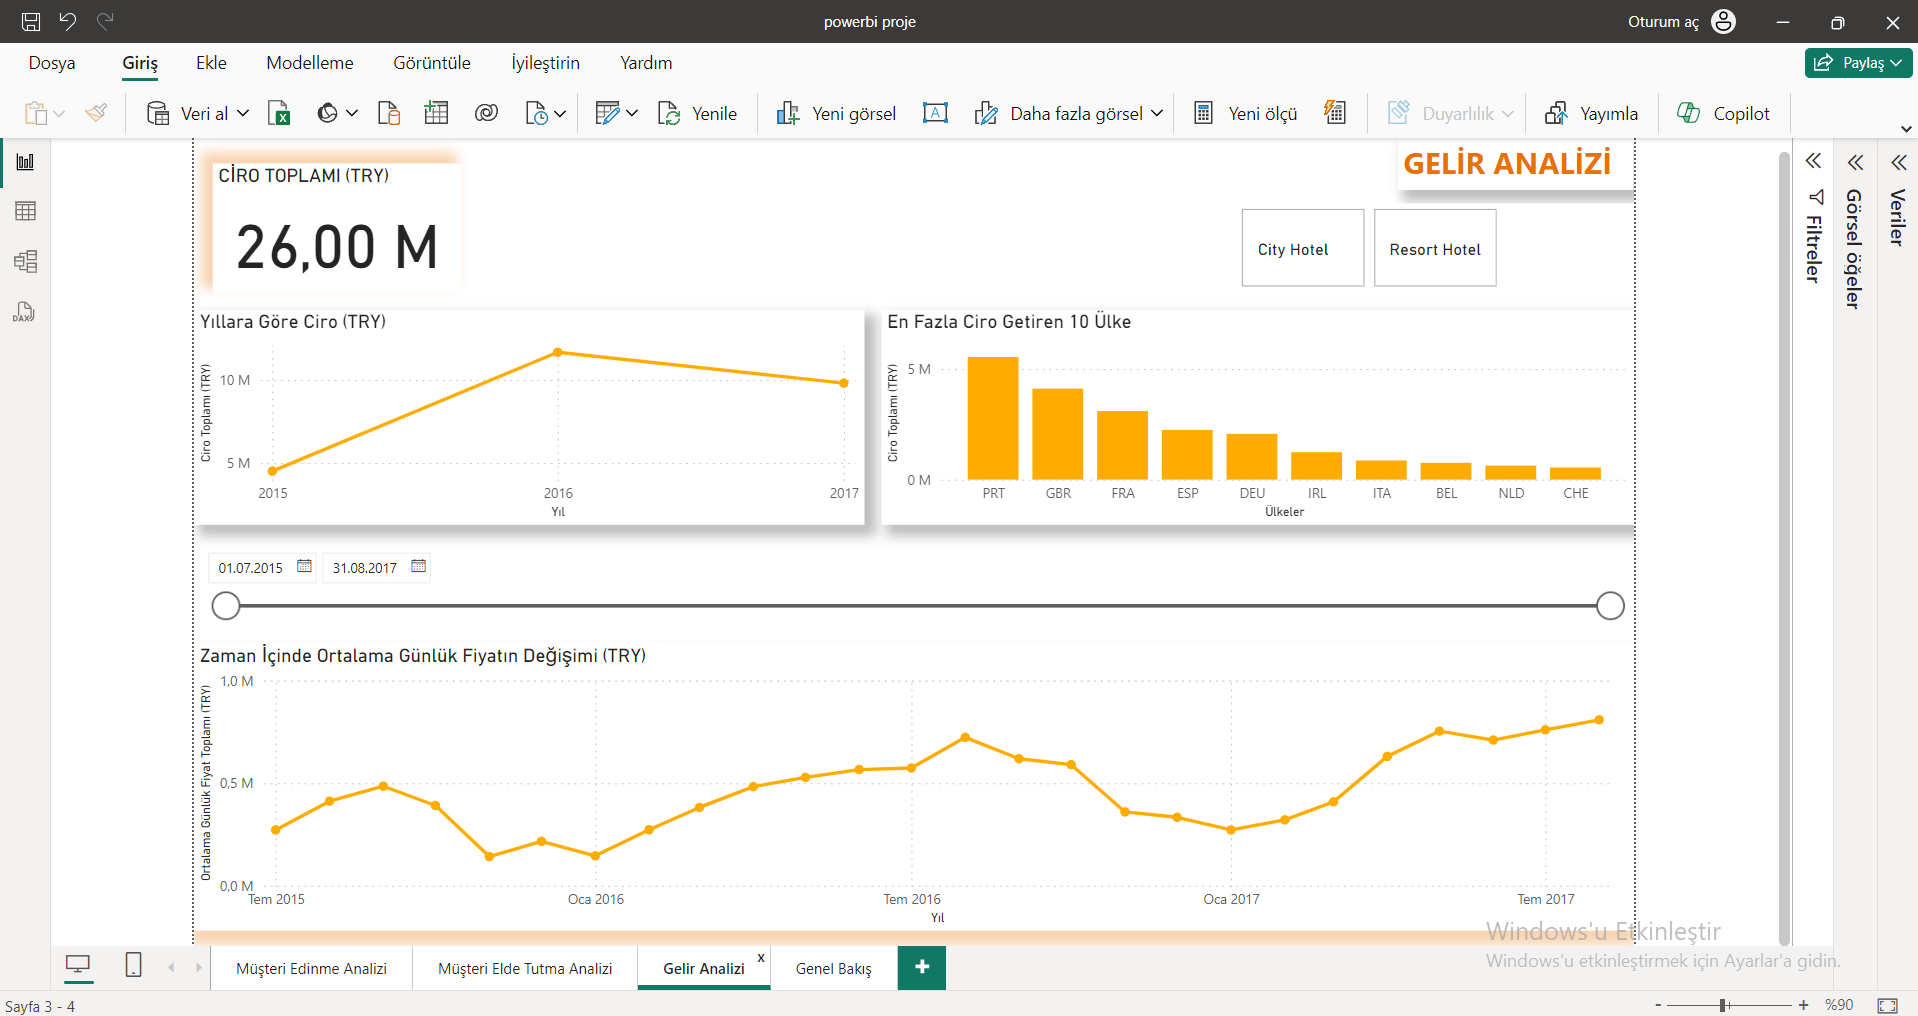 powerbi proje
Oturum aç
Dosya
Giriş
Ekle
Modelleme
Görüntüle
İyileştirin
Yardım
Paylaş
Veri al
Yenile
Yeni görsel
Daha fazla görsel
Yeni ölçü
Duyarlılık
Yayımla
Copilot
CİRO TOPLAMI (TRY)
26,00 M
GELİR ANALİZİ
City Hotel
Resort Hotel
Filtreler
Görsel öğeler
Veriler
Yıllara Göre Ciro (TRY)
Ciro Toplamı (TRY)
10 M
5 M
2015
2016
2017
Yıl
En Fazla Ciro Getiren 10 Ülke
Ciro Toplamı (TRY)
5 M
0 M
PRT
GBR
FRA
ESP
DEU
IRL
ITA
BEL
NLD
CHE
Ülkeler
01.07.2015
31.08.2017
Zaman İçinde Ortalama Günlük Fiyatın Değişimi (TRY)
Ortalama Günlük Fiyat Toplamı (TRY)
1,0 M
0,5 M
0,0 M
Tem 2015
Oca 2016
Tem 2016
Oca 2017
Tem 2017
Yıl
Windows'u Etkinleştir
Windows'u etkinleştirmek için Ayarlar'a gidin.
Müşteri Edinme Analizi
Müşteri Elde Tutma Analizi
Gelir Analizi
x
Genel Bakış
+
Sayfa 3 - 4
-
+
%90